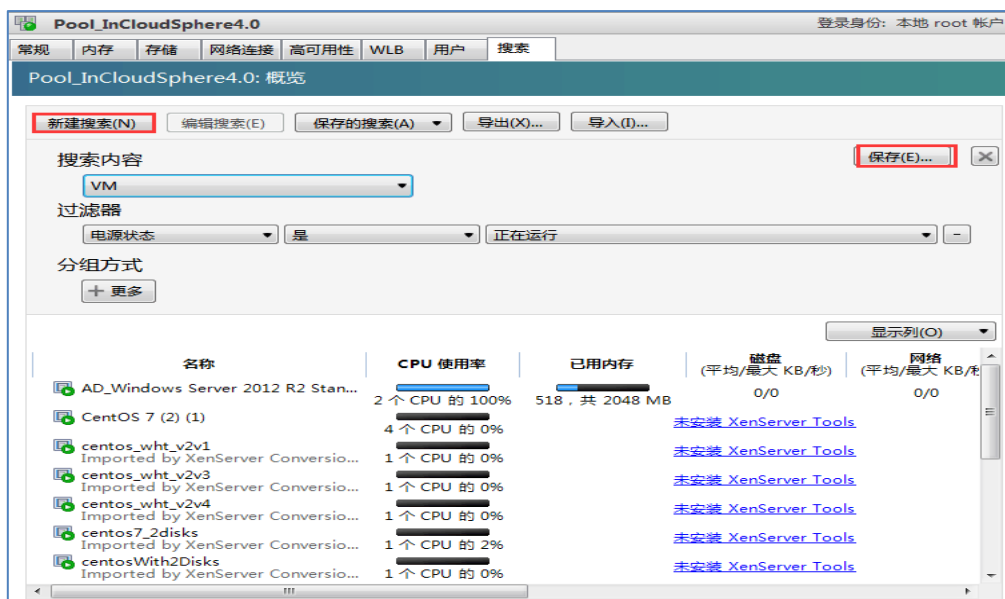 Pool_InCloudSphere4.0 登录身份: 本地 root 帐户
常规 内存 存储 网络连接 高可用性 WLB 用户 搜索
Pool_InCloudSphere4.0: 概览
新建搜索(N) 编辑搜索(E) 保存的搜索(A) 导出(X)... 导入(I)...
搜索内容 保存(E)...
VM
过滤器
电源状态 是 正在运行
分组方式
更多
显示列(O)
名称 CPU 使用率 已用内存 磁盘 网络
(平均/最大 KB/秒) (平均/最大 KB/
AD_Windows Server 2012 R2 Stan... 0/0 0/0
2 个 CPU 的 100% 518，共 2048 MB
CentOS 7 (2) (1) 未安装 XenServer Tools
4 个 CPU 的 0%
centos_wht_v2v1 未安装 XenServer Tools
Imported by XenServer Conversio... 1 个 CPU 的 0%
centos_wht_v2v3 未安装 XenServer Tools
Imported by XenServer Conversio... 1 个 CPU 的 0%
centos_wht_v2v4 未安装 XenServer Tools
Imported by XenServer Conversio... 1 个 CPU 的 0%
centos7_2disks 未安装 XenServer Tools
Imported by XenServer Conversio... 1 个 CPU 的 2%
centosWith2Disks 未安装 XenServer Tools
Imported by XenServer Conversio... 1 个 CPU 的 0%